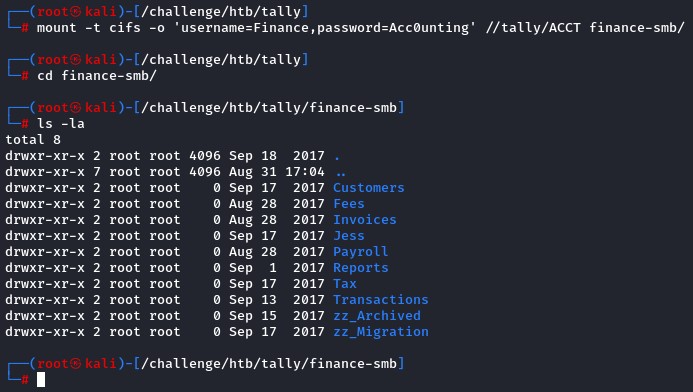 ┌──(root㉿kali)-[/challenge/htb/tally]
└─# mount -t cifs -o 'username=Finance,password=Acc0unting' //tally/ACCT finance-smb/
┌──(root㉿kali)-[/challenge/htb/tally]
└─# cd finance-smb/
┌──(root㉿kali)-[/challenge/htb/tally/finance-smb]
└─# ls -la
total 8
drwxr-xr-x 2 root root 4096 Sep 18  2017 .
drwxr-xr-x 7 root root 4096 Aug 31 17:04 ..
drwxr-xr-x 2 root root    0 Sep 17  2017 Customers
drwxr-xr-x 2 root root    0 Aug 28  2017 Fees
drwxr-xr-x 2 root root    0 Aug 28  2017 Invoices
drwxr-xr-x 2 root root    0 Sep 17  2017 Jess
drwxr-xr-x 2 root root    0 Aug 28  2017 Payroll
drwxr-xr-x 2 root root    0 Sep  1  2017 Reports
drwxr-xr-x 2 root root    0 Sep 17  2017 Tax
drwxr-xr-x 2 root root    0 Sep 13  2017 Transactions
drwxr-xr-x 2 root root    0 Sep 15  2017 zz_Archived
drwxr-xr-x 2 root root    0 Sep 17  2017 zz_Migration
┌──(root㉿kali)-[/challenge/htb/tally/finance-smb]
└─#